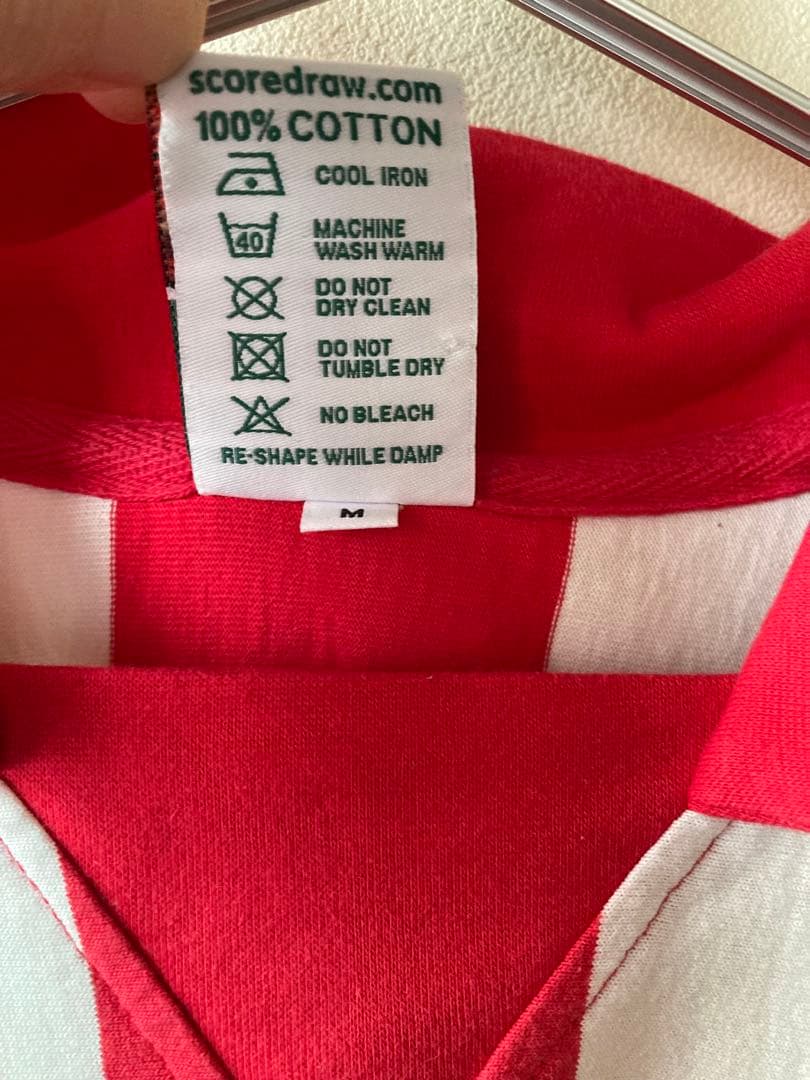 scoredraw.com
100% COTTON
COOL IRON
40
MACHINE
WASH WARM
DO NOT
DRY CLEAN
DO NOT
TUMBLE DRY
NO BLEACH
RE-SHAPE WHILE DAMP
M